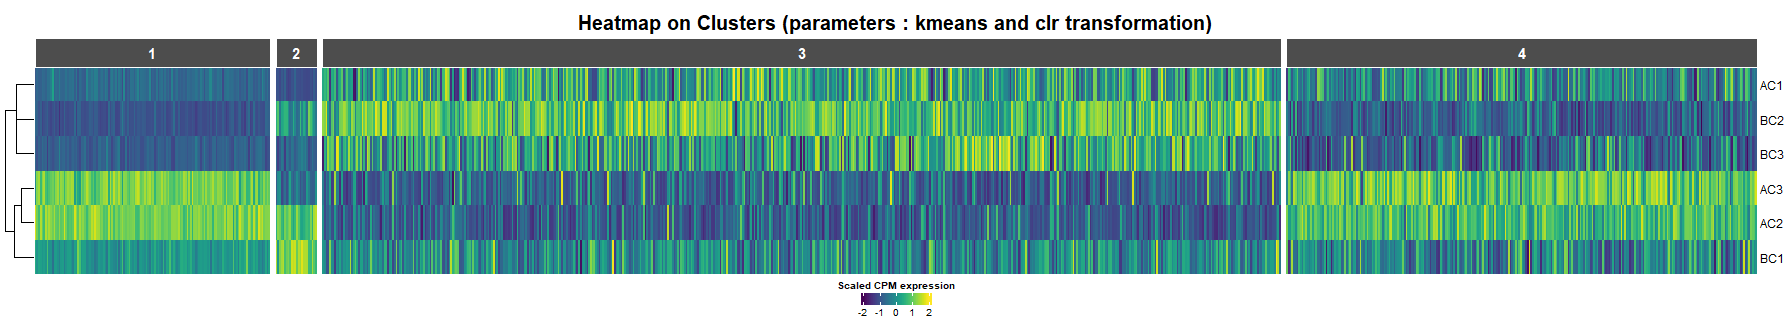 Heatmap on Clusters (parameters : kmeans and clr transformation)
1 2 3 4
AC1
BC2
BC3
AC3
AC2
BC1
Scaled CPM expression
-2 -1 0 1 2